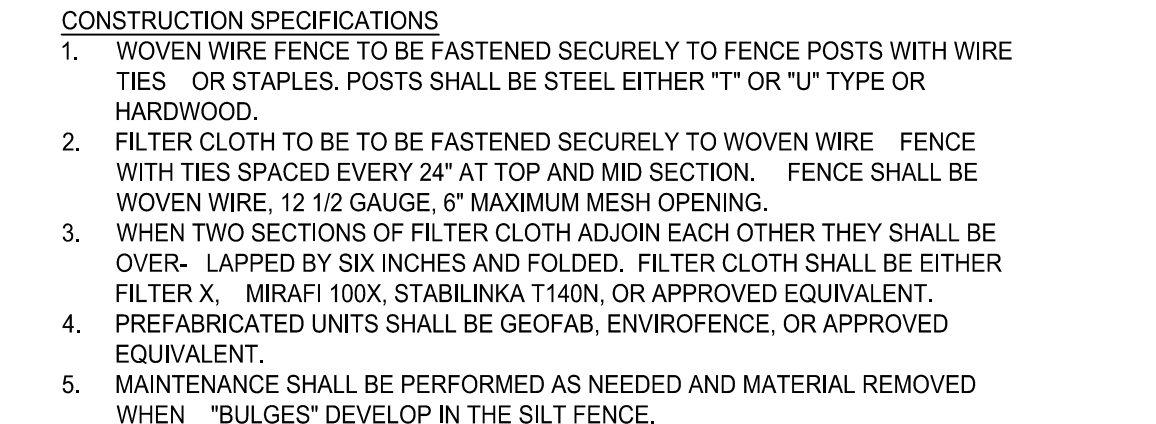 CONSTRUCTION SPECIFICATIONS
1. WOVEN WIRE FENCE TO BE FASTENED SECURELY TO FENCE POSTS WITH WIRE
TIES OR STAPLES. POSTS SHALL BE STEEL EITHER "T" OR "U" TYPE OR
HARDWOOD.
2. FILTER CLOTH TO BE TO BE FASTENED SECURELY TO WOVEN WIRE FENCE
WITH TIES SPACED EVERY 24" AT TOP AND MID SECTION. FENCE SHALL BE
WOVEN WIRE, 12 1/2 GAUGE, 6" MAXIMUM MESH OPENING.
3. WHEN TWO SECTIONS OF FILTER CLOTH ADJOIN EACH OTHER THEY SHALL BE
OVER- LAPPED BY SIX INCHES AND FOLDED. FILTER CLOTH SHALL BE EITHER
FILTER X, MIRAFI 100X, STABILINKA T140N, OR APPROVED EQUIVALENT.
4. PREFABRICATED UNITS SHALL BE GEOFAB, ENVIROFENCE, OR APPROVED
EQUIVALENT.
5. MAINTENANCE SHALL BE PERFORMED AS NEEDED AND MATERIAL REMOVED
WHEN "BULGES" DEVELOP IN THE SILT FENCE.